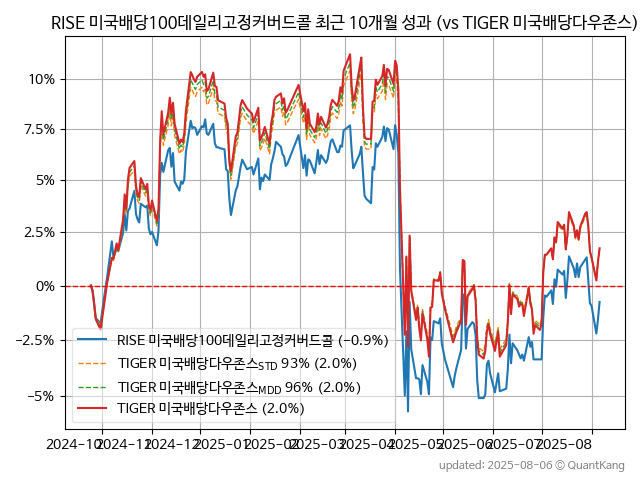 RISE 미국배당100데일리고정커버드콜 최근 10개월 성과 (vs TIGER 미국배당다우존스)
10%
7.5%
5%
2.5%
0%
−2.5%
−5%
RISE 미국배당100데일리고정커버드콜 (−0.9%)
TIGER 미국배당다우존스STD 93% (2.0%)
TIGER 미국배당다우존스MDD 96% (2.0%)
TIGER 미국배당다우존스 (2.0%)
2024-10 2024-11 2024-12 2025-01 2025-02 2025-03 2025-04 2025-05 2025-06 2025-07 2025-08
updated: 2025-08-06 © QuantKang